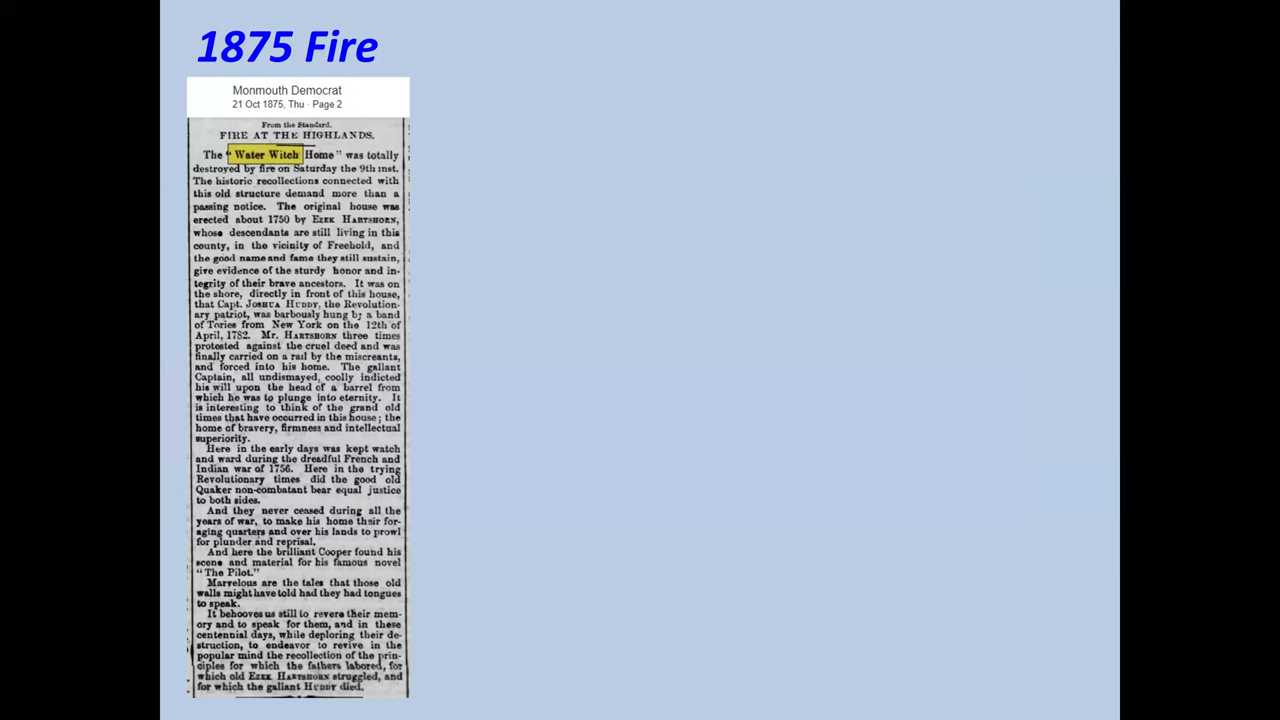 1875 Fire
Monmouth Democrat
21 Oct 1875, Thu · Page 2
From the Standard.
FIRE AT THE HIGHLANDS.
The "Water Witch Home" was totally
destroyed by fire on Saturday the 9th inst.
The historic recollections connected with
this old structure demand more than a
passing notice. The original house was
erected about 1750 by EZEK HARTSHORN,
whose descendants are still living in this
county, in the vicinity of Freehold, and
the good name and fame they still sustain,
give evidence of the sturdy honor and in-
tegrity of their brave ancestors. It was on
the shore, directly in front of this house,
that Capt. JOSHUA HUDDY, the Revolution-
ary patriot, was barbously hung by a band
of Tories from New York on the 12th of
April, 1782. Mr. HARTSHORN three times
protested against the cruel deed and was
finally carried on a rail by the miscreants,
and forced into his home. The gallant
Captain, all undismayed, coolly indicted
his will upon the head of a barrel from
which he was to plunge into eternity. It
is interesting to think of the grand old
times that have occurred in this house; the
home of bravery, firmness and intellectual
superiority.
Here in the early days was kept watch
and ward during the dreadful French and
Indian war of 1756. Here in the trying
Revolutionary times did the good old
Quaker non-combatant bear equal justice
to both sides.
And they never ceased during all the
years of war, to make his home their for-
aging quarters and over his lands to prowl
for plunder and reprisal.
And here the brilliant Cooper found his
scene and material for his famous novel
"The Pilot."
Marvelous are the tales that those old
walls might have told had they had tongues
to speak.
It behooves us still to revere their mem-
ory and to speak for them, and in these
centennial days, while deploring their de-
struction, to endeavor to revive in the
popular mind the recollection of the prin-
ciples for which the fathers labored, for
which old EZEK HARTSHORN struggled, and
for which the gallant HUDDY died.